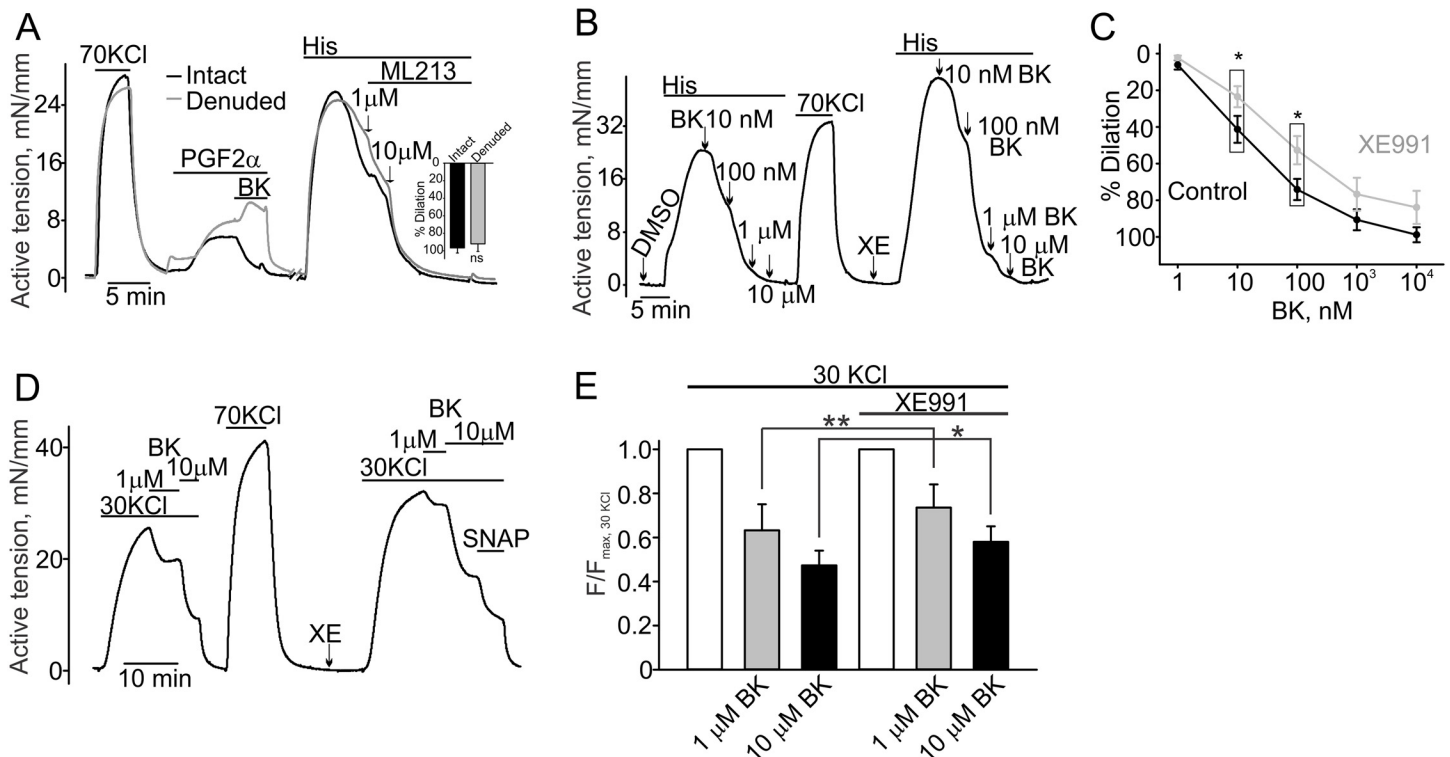 A
70KCl
Intact
Denuded
PGF2α
BK
His
ML213
1μM
10μM
Intact
Denuded
0
20
40
60
80
100
% Dilation
ns
28
16
4
0
Active tension, mN/mm
5 min
B
His
BK10 nM
100 nM
1 μM
10 μM
DMSO
70KCl
XE
His
10 nM BK
100 nM
BK
1 μM BK
10 μM
BK
32
16
8
0
Active tension, mN/mm
5 min
C
0
20
40
60
80
100
% Dilation
*
*
XE991
Control
1
10
100
10³
10⁴
BK, nM
D
70KCl
BK
1μM
10μM
30KCl
XE
BK
1μM
10μM
30KCl
SNAP
40
20
0
Active tension, mN/mm
10 min
E
30 KCl
XE991
**
*
1.0
0.8
0.6
0.4
0.2
0
F/Fmax, 30 KCl
1 μM BK
10 μM BK
1 μM BK
10 μM BK